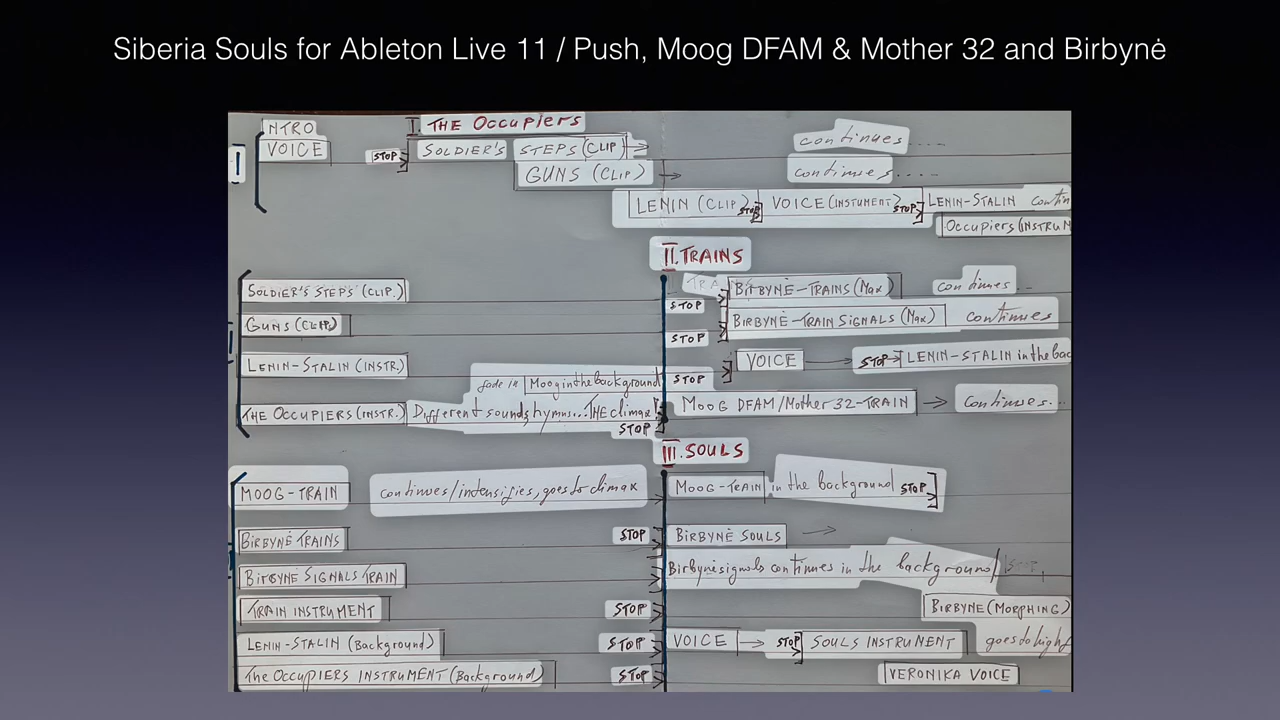 Siberia Souls for Ableton Live 11 / Push, Moog DFAM & Mother 32 and Birbynė
I. THE OCCUPIERS
NTRO
continues....
VOICE STOP SOLDIER'S STEPS (CLIP)
I
GUNS (CLIP) continues....
LENIN (CLIP) STOP VOICE (INSTUMENT) STOP LENIN-STALIN contin
OCCUPIERS (INSTRUM
II. TRAINS
SOLDIER'S STEPS (CLIP.) TRA BIRBYNĖ-TRAINS (MAX) continues...
STOP
GUNS (CLIP) BIRBYNĖ-TRAIN SIGNALS (MAX) continues
STOP
LENIN-STALIN (INSTR.) VOICE STOP LENIN-STALIN in the bac
fade in Moog in the background STOP
THE OCCUPIERS (INSTR.) Different sounds, hymns... THE climax! MOOG DFAM/MOTHER 32-TRAIN continues...
STOP
III. SOULS
MOOG-TRAIN continues/intensifies, goes to climax MOOG-TRAIN in the background STOP
BIRBYNĖ TRAINS STOP BIRBYNĖ SOULS
BIRBYNĖ SIGNALS/TRAIN Birbynė signals continues in the background/
TRAIN INSTRUMENT STOP BIRBYNE (MORPHING)
LENIN-STALIN (Background) STOP VOICE STOP SOULS INSTRUMENT goes to high
The OCCUPIERS INSTRUMENT (Background) STOP VERONIKA VOICE